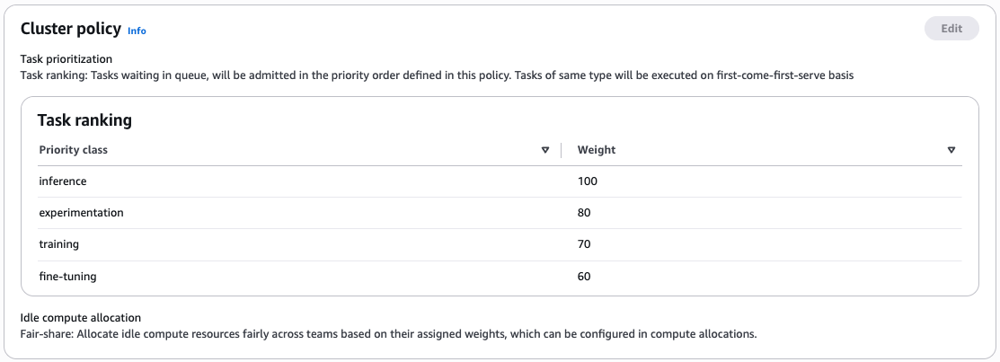 Cluster policy Info
Edit
Task prioritization
Task ranking: Tasks waiting in queue, will be admitted in the priority order defined in this policy. Tasks of same type will be executed on first-come-first-serve basis
Task ranking
Priority class Weight
inference 100
experimentation 80
training 70
fine-tuning 60
Idle compute allocation
Fair-share: Allocate idle compute resources fairly across teams based on their assigned weights, which can be configured in compute allocations.